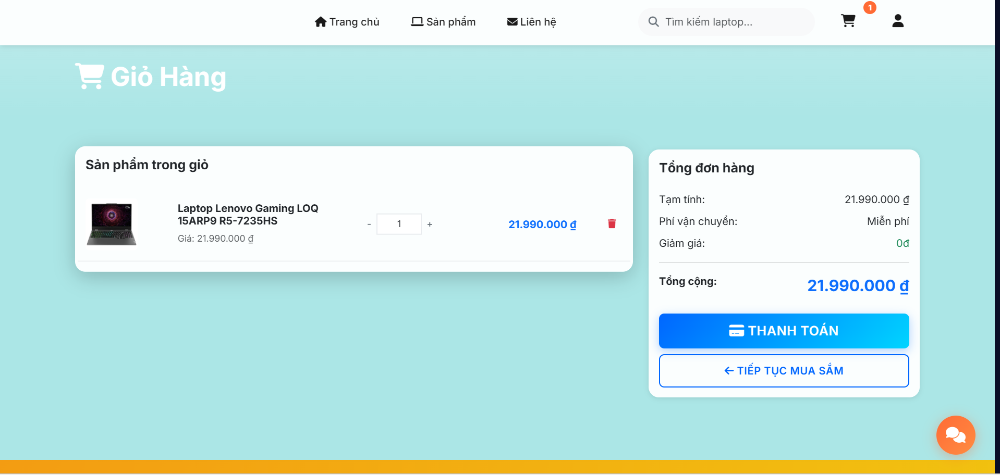 Trang chủ
Sản phẩm
Liên hệ
Tìm kiếm laptop...
1
Giỏ Hàng
Sản phẩm trong giỏ
Laptop Lenovo Gaming LOQ
15ARP9 R5-7235HS
Giá: 21.990.000 ₫
- 1 +
21.990.000 ₫
Tổng đơn hàng
Tạm tính: 21.990.000 ₫
Phí vận chuyển: Miễn phí
Giảm giá: 0đ
Tổng cộng: 21.990.000 ₫
THANH TOÁN
TIẾP TỤC MUA SẮM